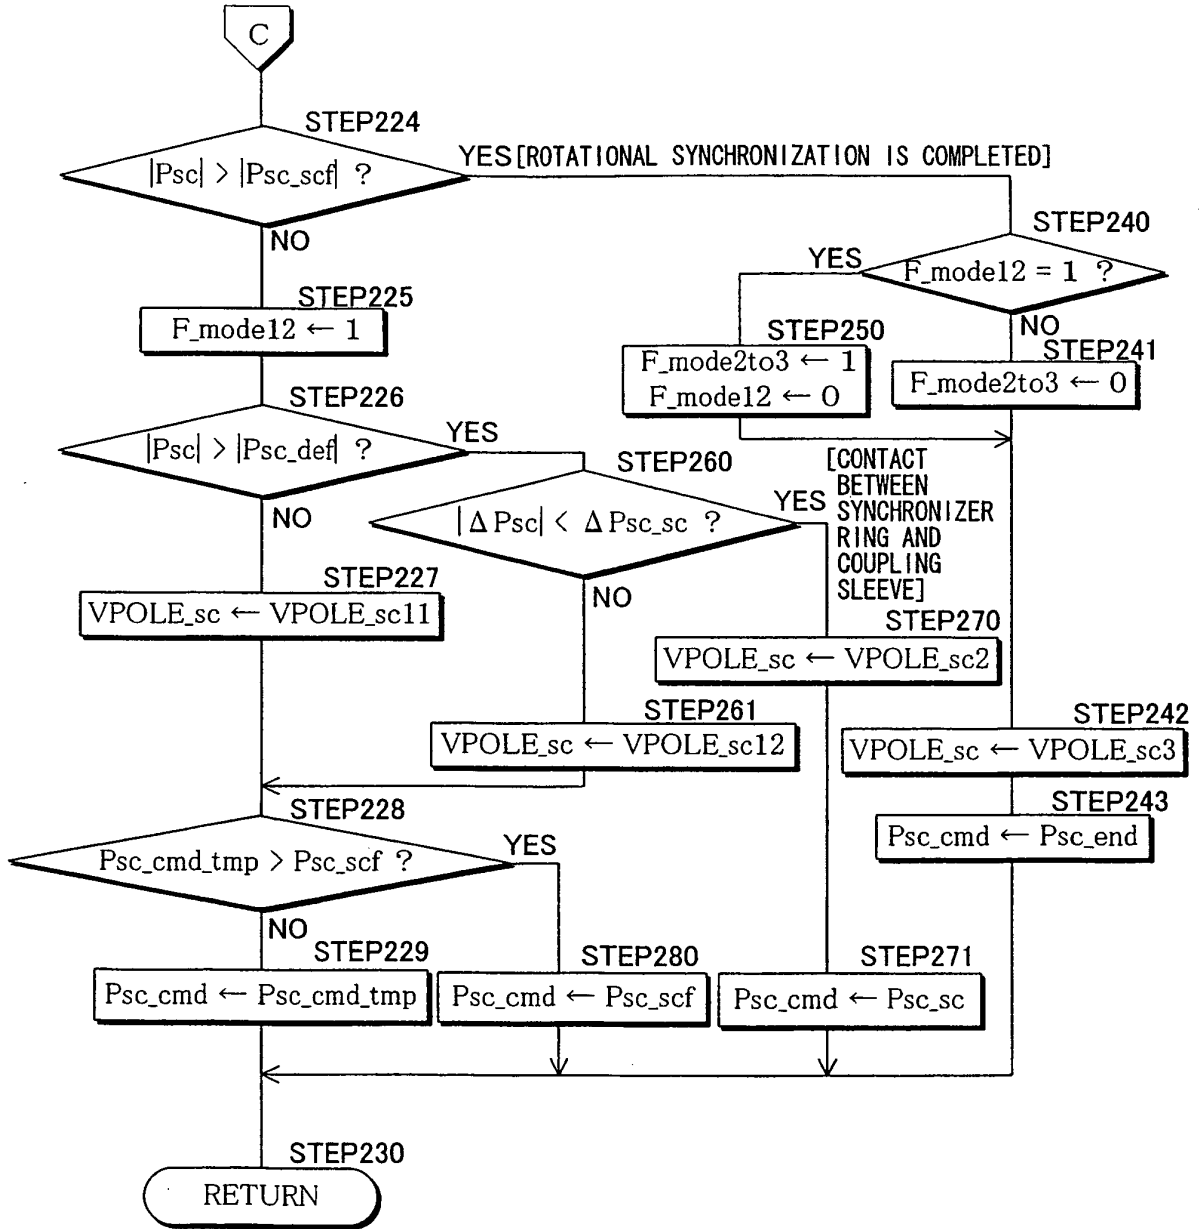 C
STEP224
|Psc| > |Psc_scf| ?
YES[ROTATIONAL SYNCHRONIZATION IS COMPLETED]
NO
STEP240
F_mode12 = 1 ?
YES
NO
STEP225
F_mode12 ← 1
STEP250
F_mode2to3 ← 1
F_mode12 ← 0
STEP241
F_mode2to3 ← 0
STEP226
|Psc| > |Psc_def| ?
YES
NO
STEP260
|Δ Psc| < Δ Psc_sc ?
YES
NO
[CONTACT
BETWEEN
SYNCHRONIZER
RING AND
COUPLING
SLEEVE]
STEP227
VPOLE_sc ← VPOLE_sc11
STEP270
VPOLE_sc ← VPOLE_sc2
STEP261
VPOLE_sc ← VPOLE_sc12
STEP242
VPOLE_sc ← VPOLE_sc3
STEP228
Psc_cmd_tmp > Psc_scf ?
YES
NO
STEP243
Psc_cmd ← Psc_end
STEP229
Psc_cmd ← Psc_cmd_tmp
STEP280
Psc_cmd ← Psc_scf
STEP271
Psc_cmd ← Psc_sc
STEP230
RETURN